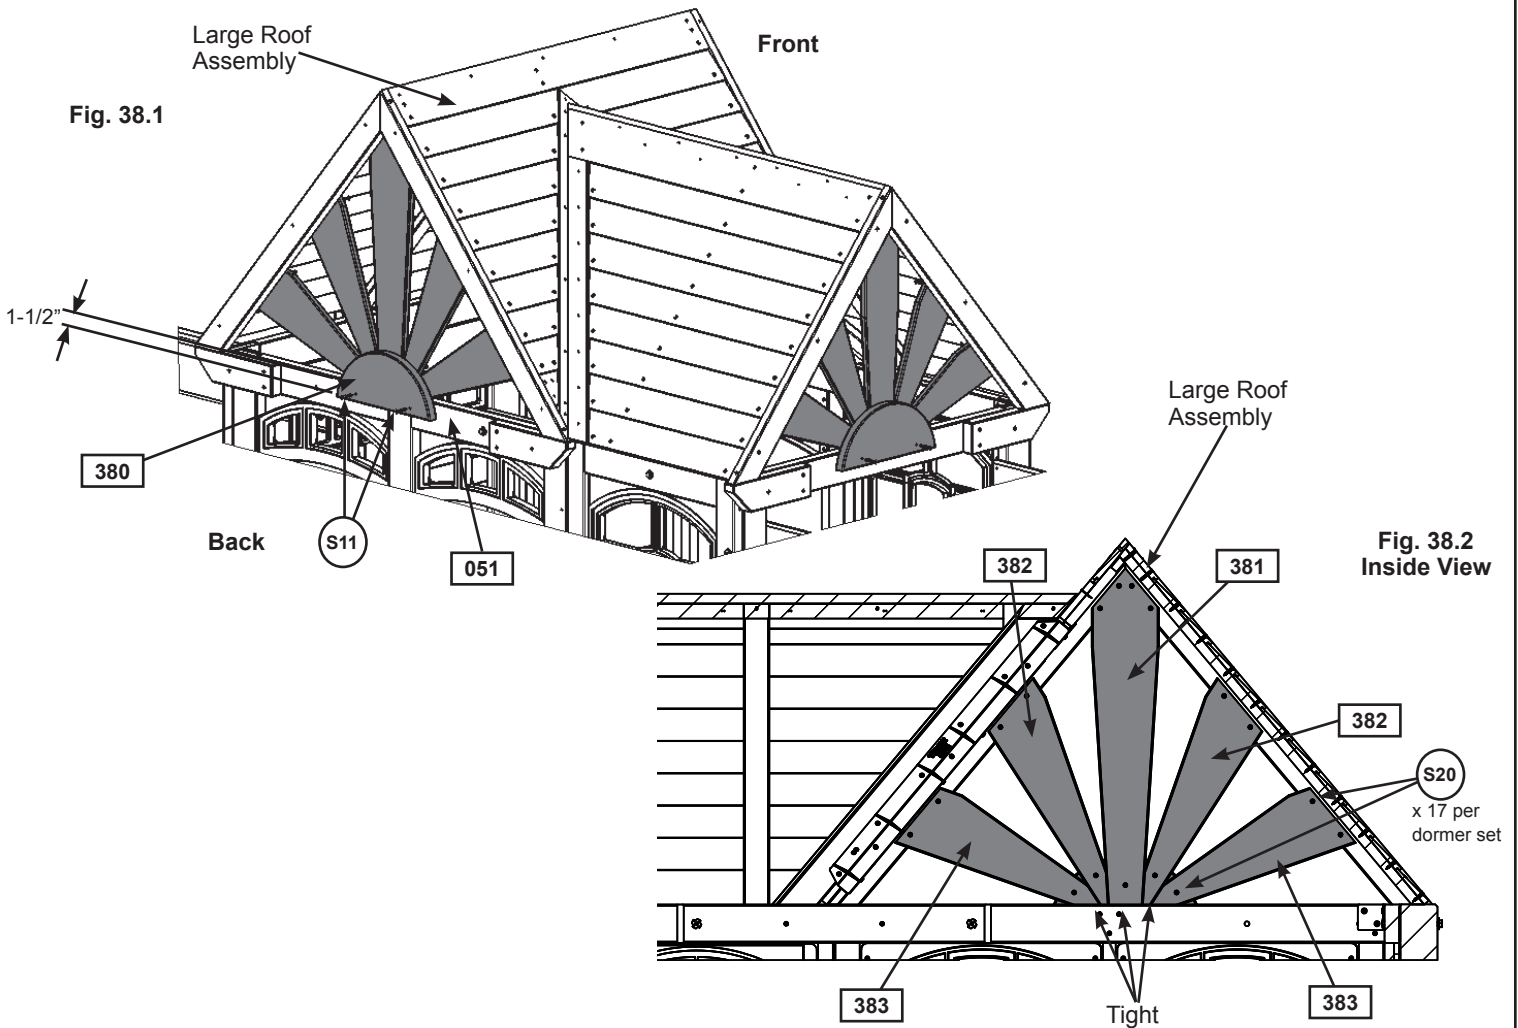 Large Roof
Assembly
Front
Fig. 38.1
1-1/2”
380
Back
S11
051
Large Roof
Assembly
Fig. 38.2
Inside View
382
381
382
S20
x 17 per
dormer set
383
Tight
383